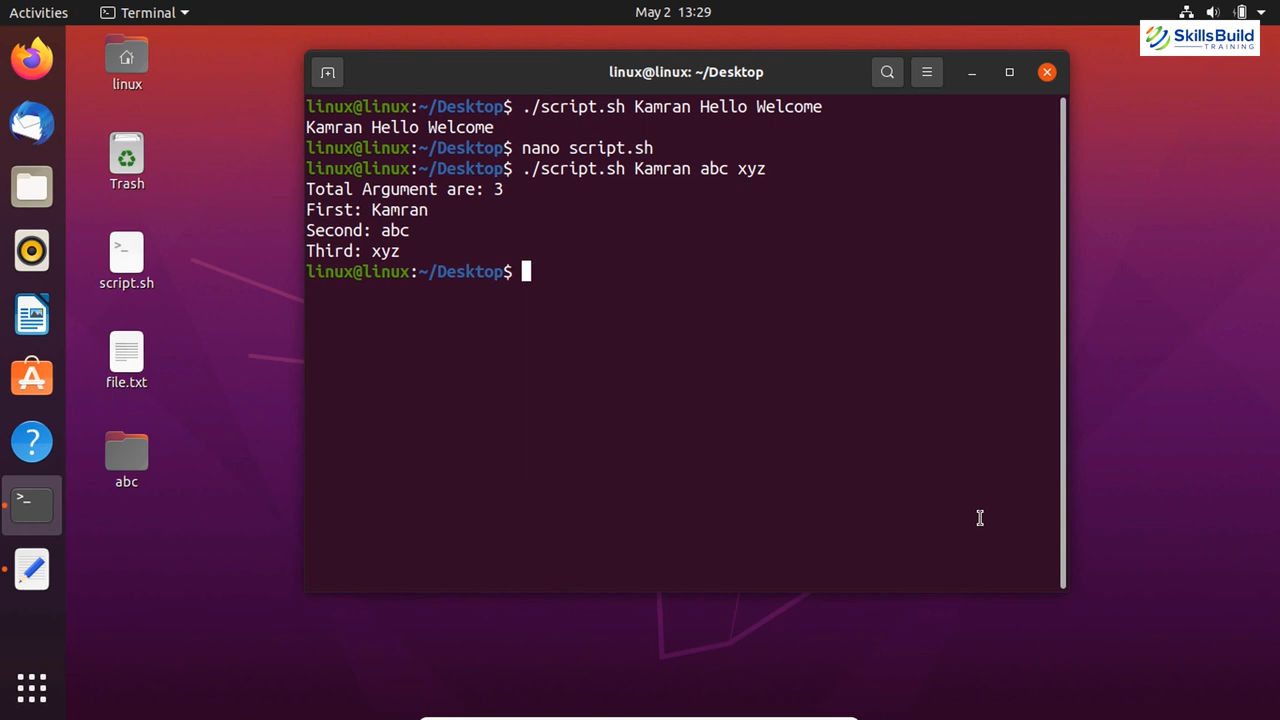 Activities
Terminal
May 2 13:29
SkillsBuild
TRAINING
linux@linux: ~/Desktop
linux
Trash
script.sh
file.txt
abc
linux@linux:~/Desktop$ ./script.sh Kamran Hello Welcome
Kamran Hello Welcome
linux@linux:~/Desktop$ nano script.sh
linux@linux:~/Desktop$ ./script.sh Kamran abc xyz
Total Argument are: 3
First: Kamran
Second: abc
Third: xyz
linux@linux:~/Desktop$